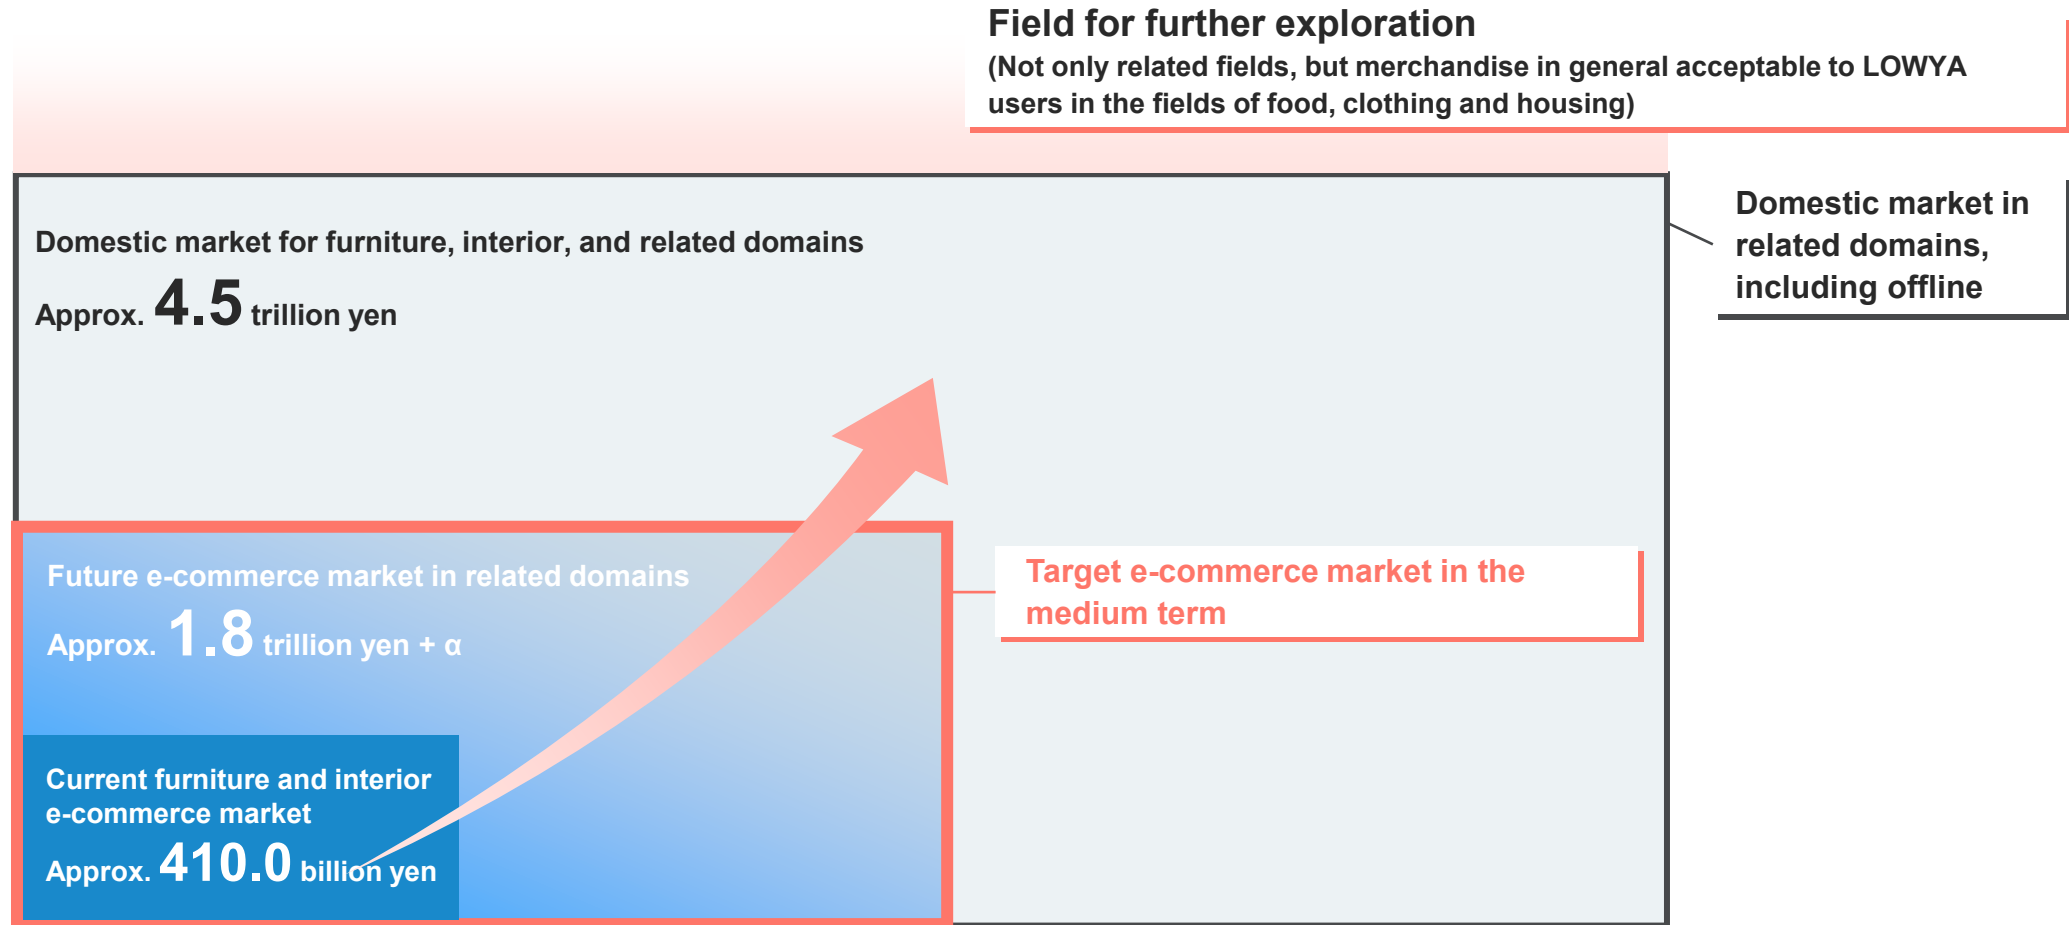 Field for further exploration
(Not only related fields, but merchandise in general acceptable to LOWYA
users in the fields of food, clothing and housing)
Domestic market in
related domains,
including offline
Domestic market for furniture, interior, and related domains
Approx. 4.5 trillion yen
Future e-commerce market in related domains
Approx. 1.8 trillion yen + α
Target e-commerce market in the
medium term
Current furniture and interior
e-commerce market
Approx. 410.0 billion yen